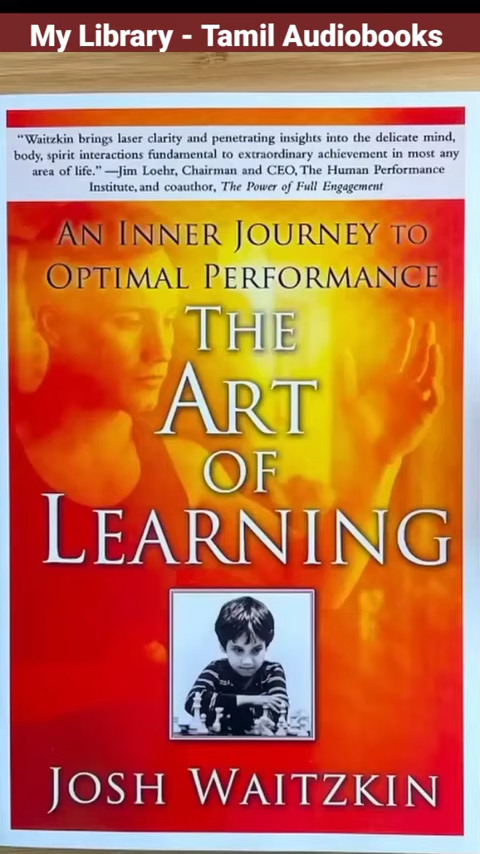 My Library - Tamil Audiobooks
“Waitzkin brings laser clarity and penetrating insights into the delicate mind,
body, spirit interactions fundamental to extraordinary achievement in most any
area of life.” —Jim Loehr, Chairman and CEO, The Human Performance
Institute, and coauthor, The Power of Full Engagement
AN INNER JOURNEY TO
OPTIMAL PERFORMANCE
THE
ART
OF
LEARNING
JOSH WAITZKIN